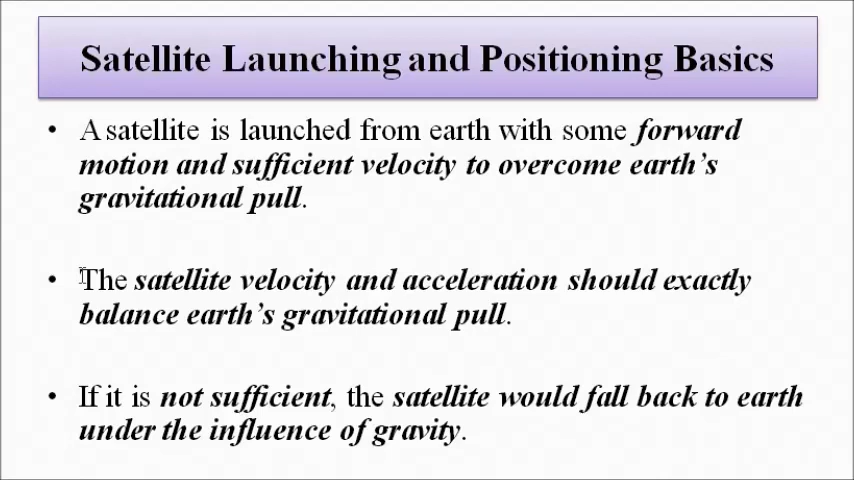 Satellite Launching and Positioning Basics
• A satellite is launched from earth with some forward
motion and sufficient velocity to overcome earth's
gravitational pull.
• The satellite velocity and acceleration should exactly
balance earth's gravitational pull.
• If it is not sufficient, the satellite would fall back to earth
under the influence of gravity.